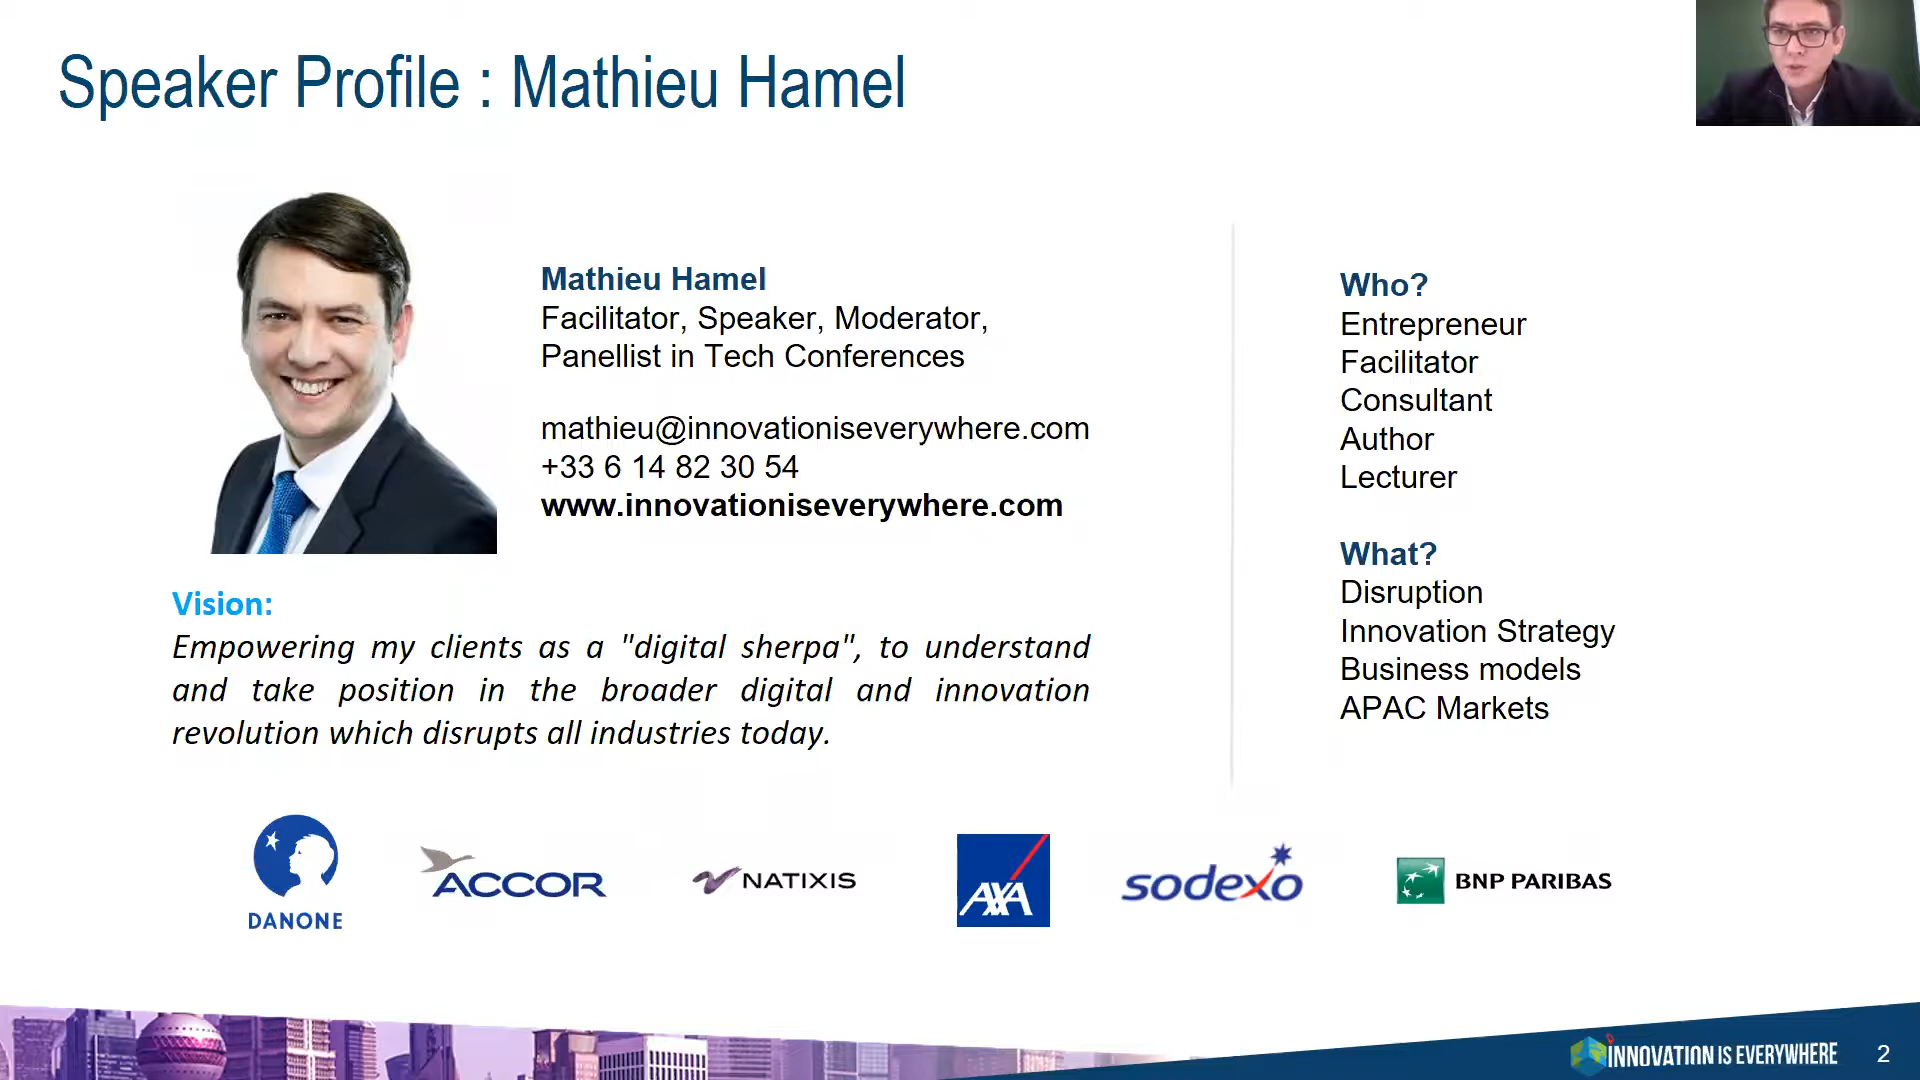 Speaker Profile : Mathieu Hamel
Mathieu Hamel
Facilitator, Speaker, Moderator,
Panellist in Tech Conferences
mathieu@innovationiseverywhere.com
+33 6 14 82 30 54
www.innovationiseverywhere.com
Vision:
Empowering my clients as a "digital sherpa", to understand
and take position in the broader digital and innovation
revolution which disrupts all industries today.
Who?
Entrepreneur
Facilitator
Consultant
Author
Lecturer
What?
Disruption
Innovation Strategy
Business models
APAC Markets
DANONE
ACCOR
NATIXIS
AXA
sodexo
BNP PARIBAS
INNOVATION IS EVERYWHERE
2